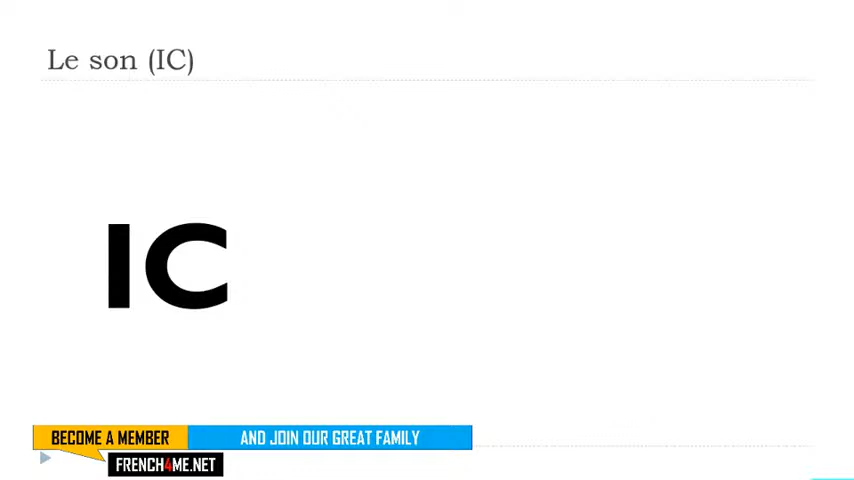 Le son (IC)
IC
BECOME A MEMBER AND JOIN OUR GREAT FAMILY
FRENCH4ME.NET